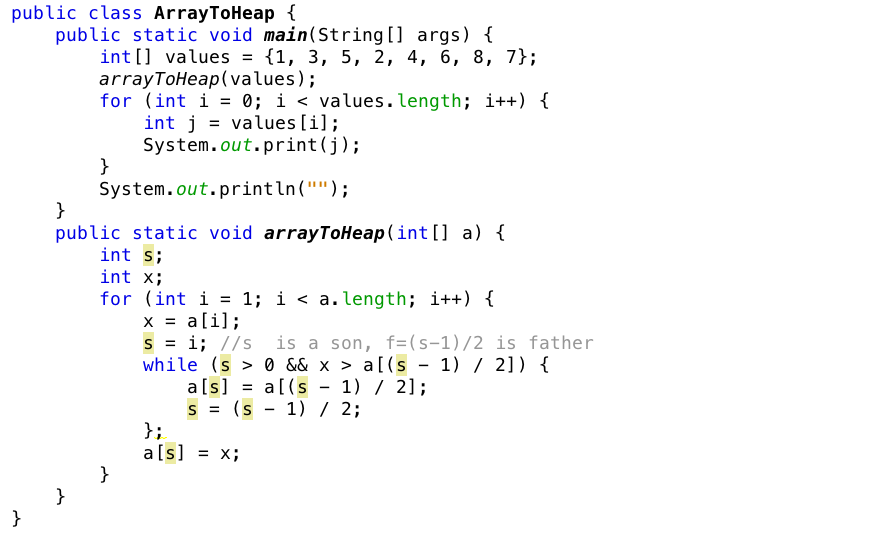 public class ArrayToHeap {
    public static void main(String[] args) {
        int[] values = {1, 3, 5, 2, 4, 6, 8, 7};
        arrayToHeap(values);
        for (int i = 0; i < values.length; i++) {
            int j = values[i];
            System.out.print(j);
        }
        System.out.println("");
    }
    public static void arrayToHeap(int[] a) {
        int s;
        int x;
        for (int i = 1; i < a.length; i++) {
            x = a[i];
            s = i; //s  is a son, f=(s-1)/2 is father
            while (s > 0 && x > a[(s - 1) / 2]) {
                a[s] = a[(s - 1) / 2];
                s = (s - 1) / 2;
            };
            a[s] = x;
        }
    }
}